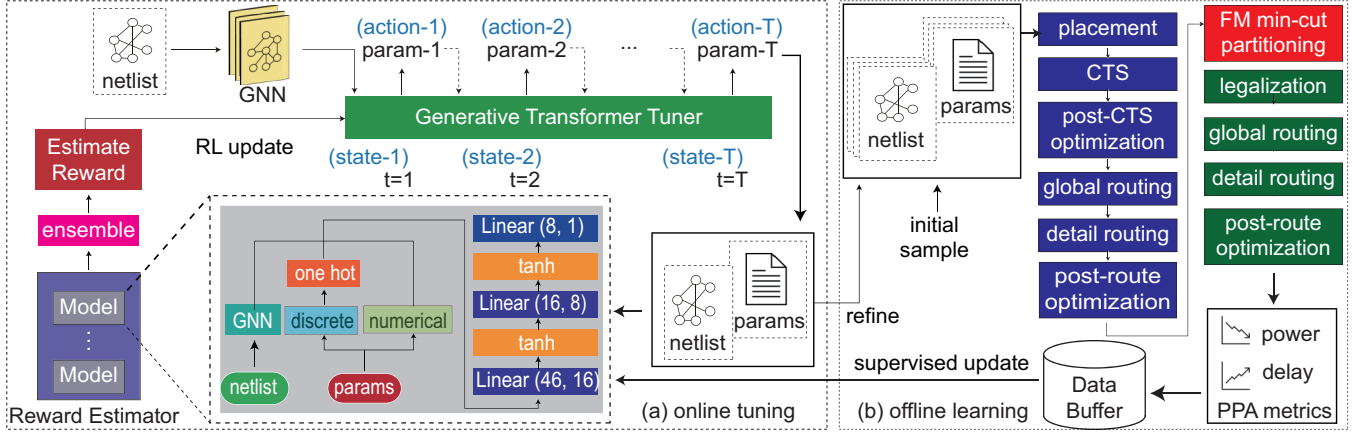 netlist
GNN
(action-1)
param-1
(action-2)
param-2
...
(action-T)
param-T
Generative Transformer Tuner
RL update
(state-1)
t=1
(state-2)
t=2
(state-T)
t=T
Estimate
Reward
ensemble
Model
Model
Reward Estimator
one hot
GNN
discrete
numerical
netlist
params
Linear (8, 1)
tanh
Linear (16, 8)
tanh
Linear (46, 16)
netlist
params
(a) online tuning
netlist
params
initial
sample
refine
supervised update
placement
CTS
post-CTS
optimization
global routing
detail routing
post-route
optimization
FM min-cut
partitioning
legalization
global routing
detail routing
post-route
optimization
power
delay
PPA metrics
Data
Buffer
(b) offline learning